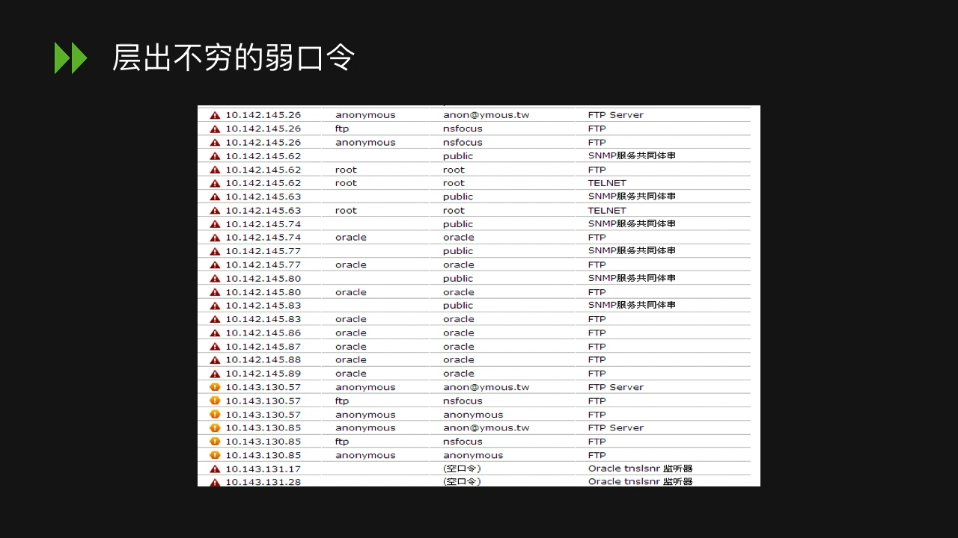 层出不穷的弱口令
10.142.145.26 anonymous anon@ymous.tw FTP Server
10.142.145.26 ftp nsfocus FTP
10.142.145.26 anonymous nsfocus FTP
10.142.145.62 public SNMP服务共同体串
10.142.145.62 root root FTP
10.142.145.62 root root TELNET
10.142.145.63 public SNMP服务共同体串
10.142.145.63 root root TELNET
10.142.145.74 public SNMP服务共同体串
10.142.145.74 oracle oracle FTP
10.142.145.77 public SNMP服务共同体串
10.142.145.77 oracle oracle FTP
10.142.145.80 public SNMP服务共同体串
10.142.145.80 oracle oracle FTP
10.142.145.83 public SNMP服务共同体串
10.142.145.83 oracle oracle FTP
10.142.145.86 oracle oracle FTP
10.142.145.87 oracle oracle FTP
10.142.145.88 oracle oracle FTP
10.142.145.89 oracle oracle FTP
10.143.130.57 anonymous anon@ymous.tw FTP Server
10.143.130.57 ftp nsfocus FTP
10.143.130.57 anonymous anonymous FTP
10.143.130.85 anonymous anon@ymous.tw FTP Server
10.143.130.85 ftp nsfocus FTP
10.143.130.85 anonymous anonymous FTP
10.143.131.17 (空口令) Oracle tnslsnr 监听器
10.143.131.28 (空口令) Oracle tnslsnr 监听器